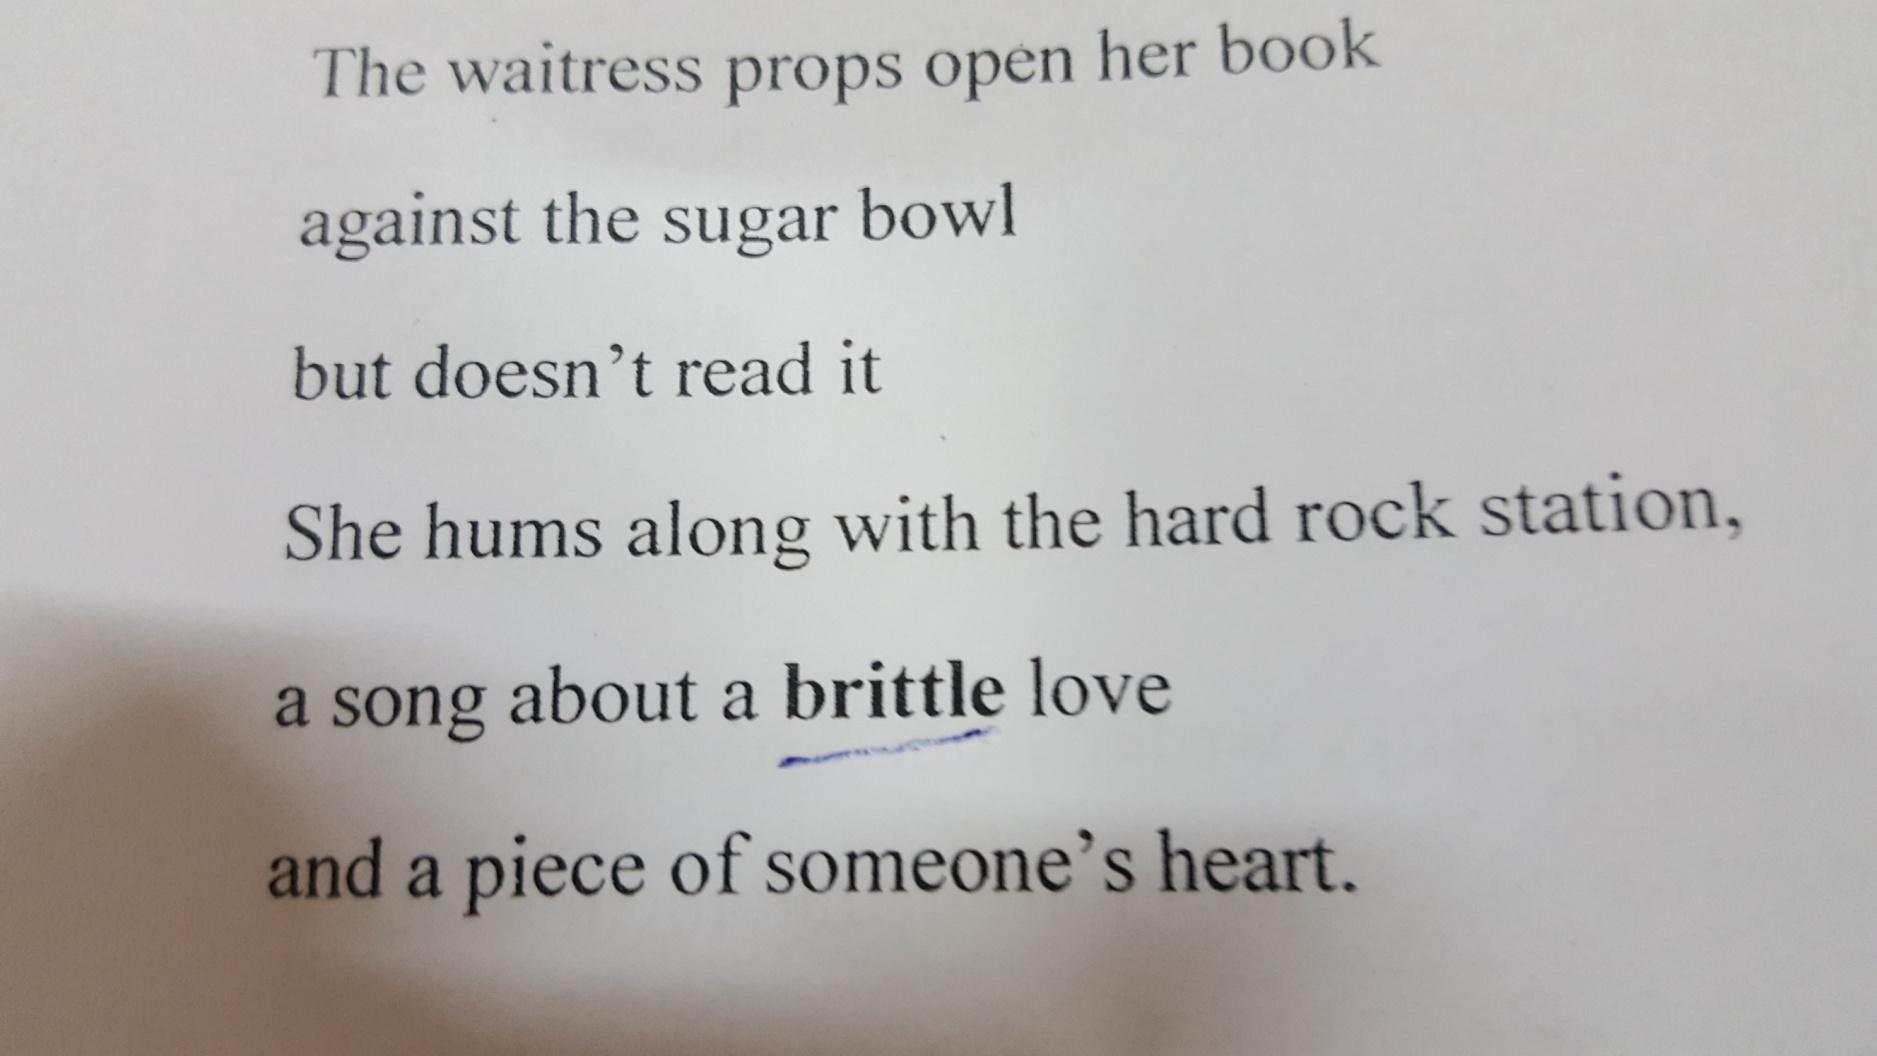 The waitress props open her book
against the sugar bowl
but doesn’t read it
She hums along with the hard rock station,
a song about a brittle love
and a piece of someone’s heart.